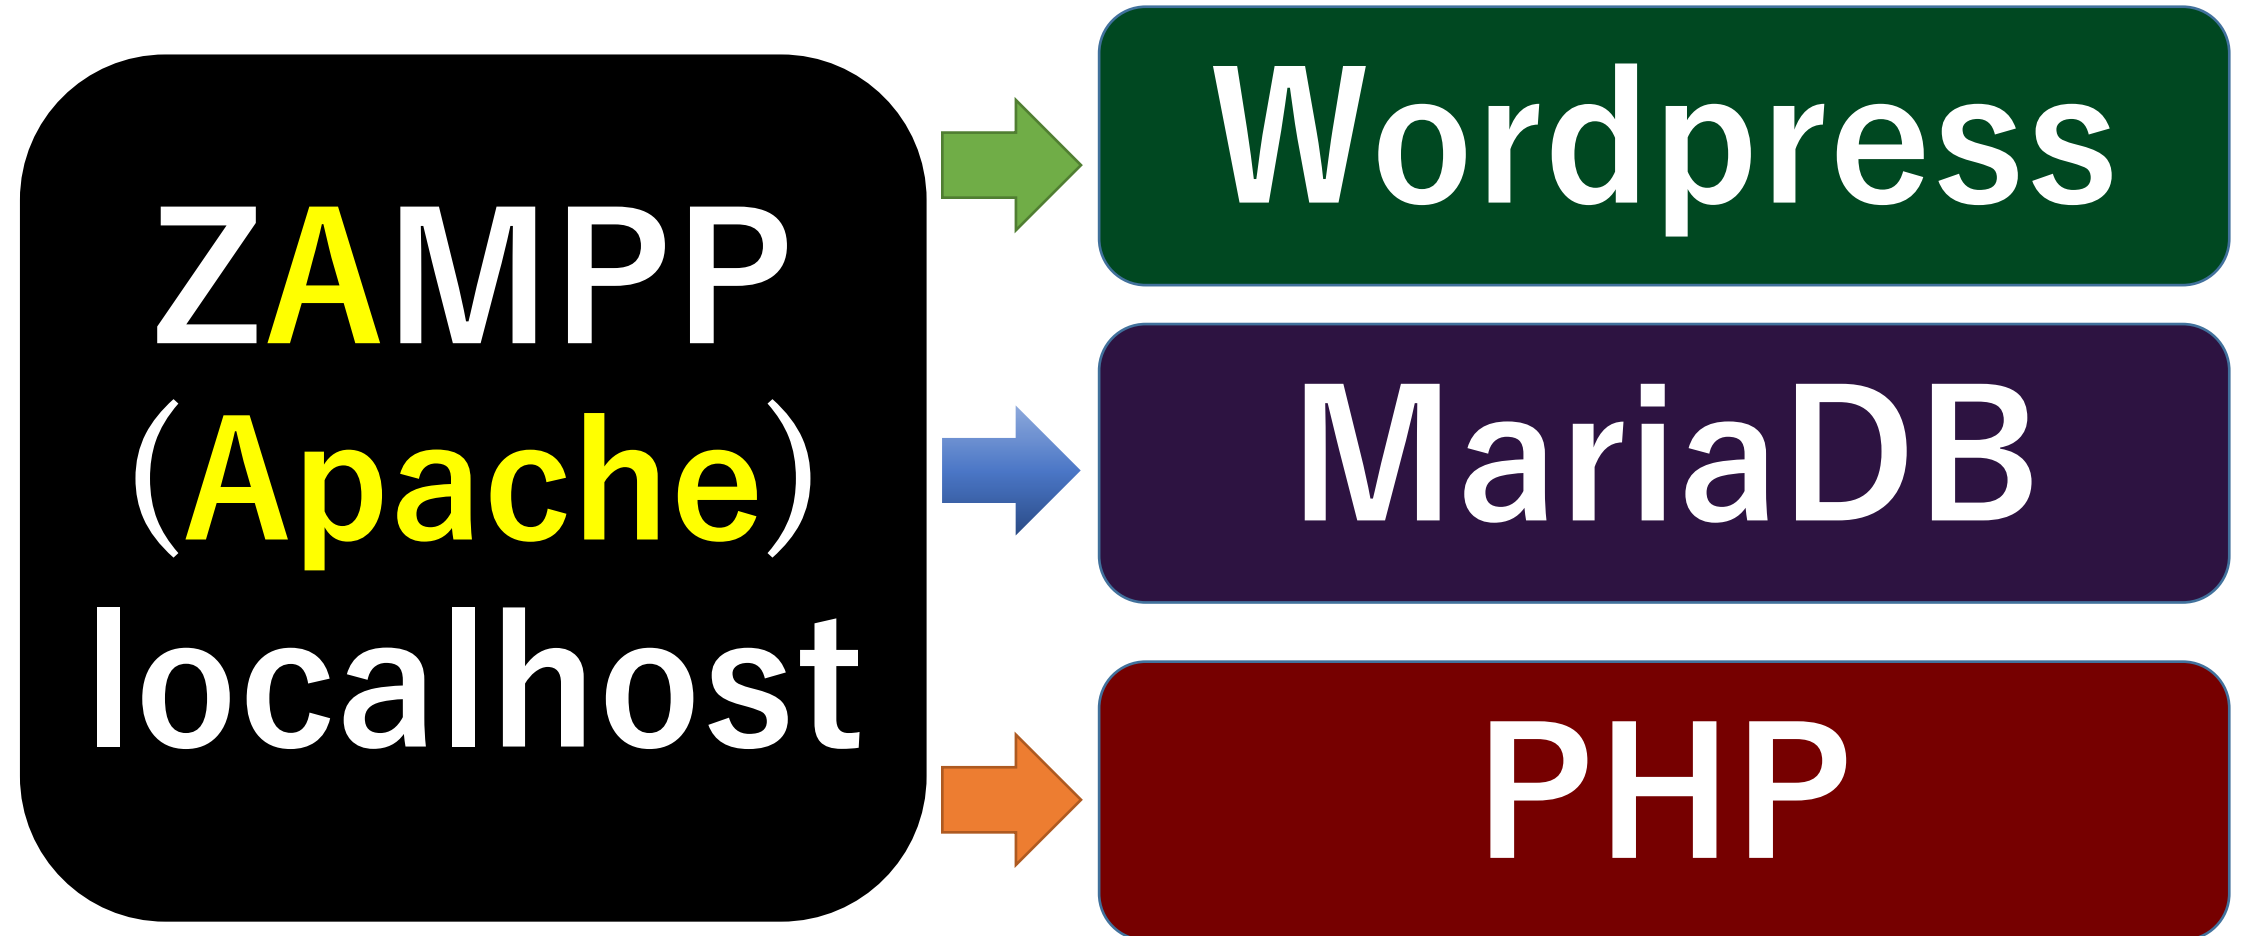 ZAMPP
(Apache)
localhost
Wordpress
MariaDB
PHP